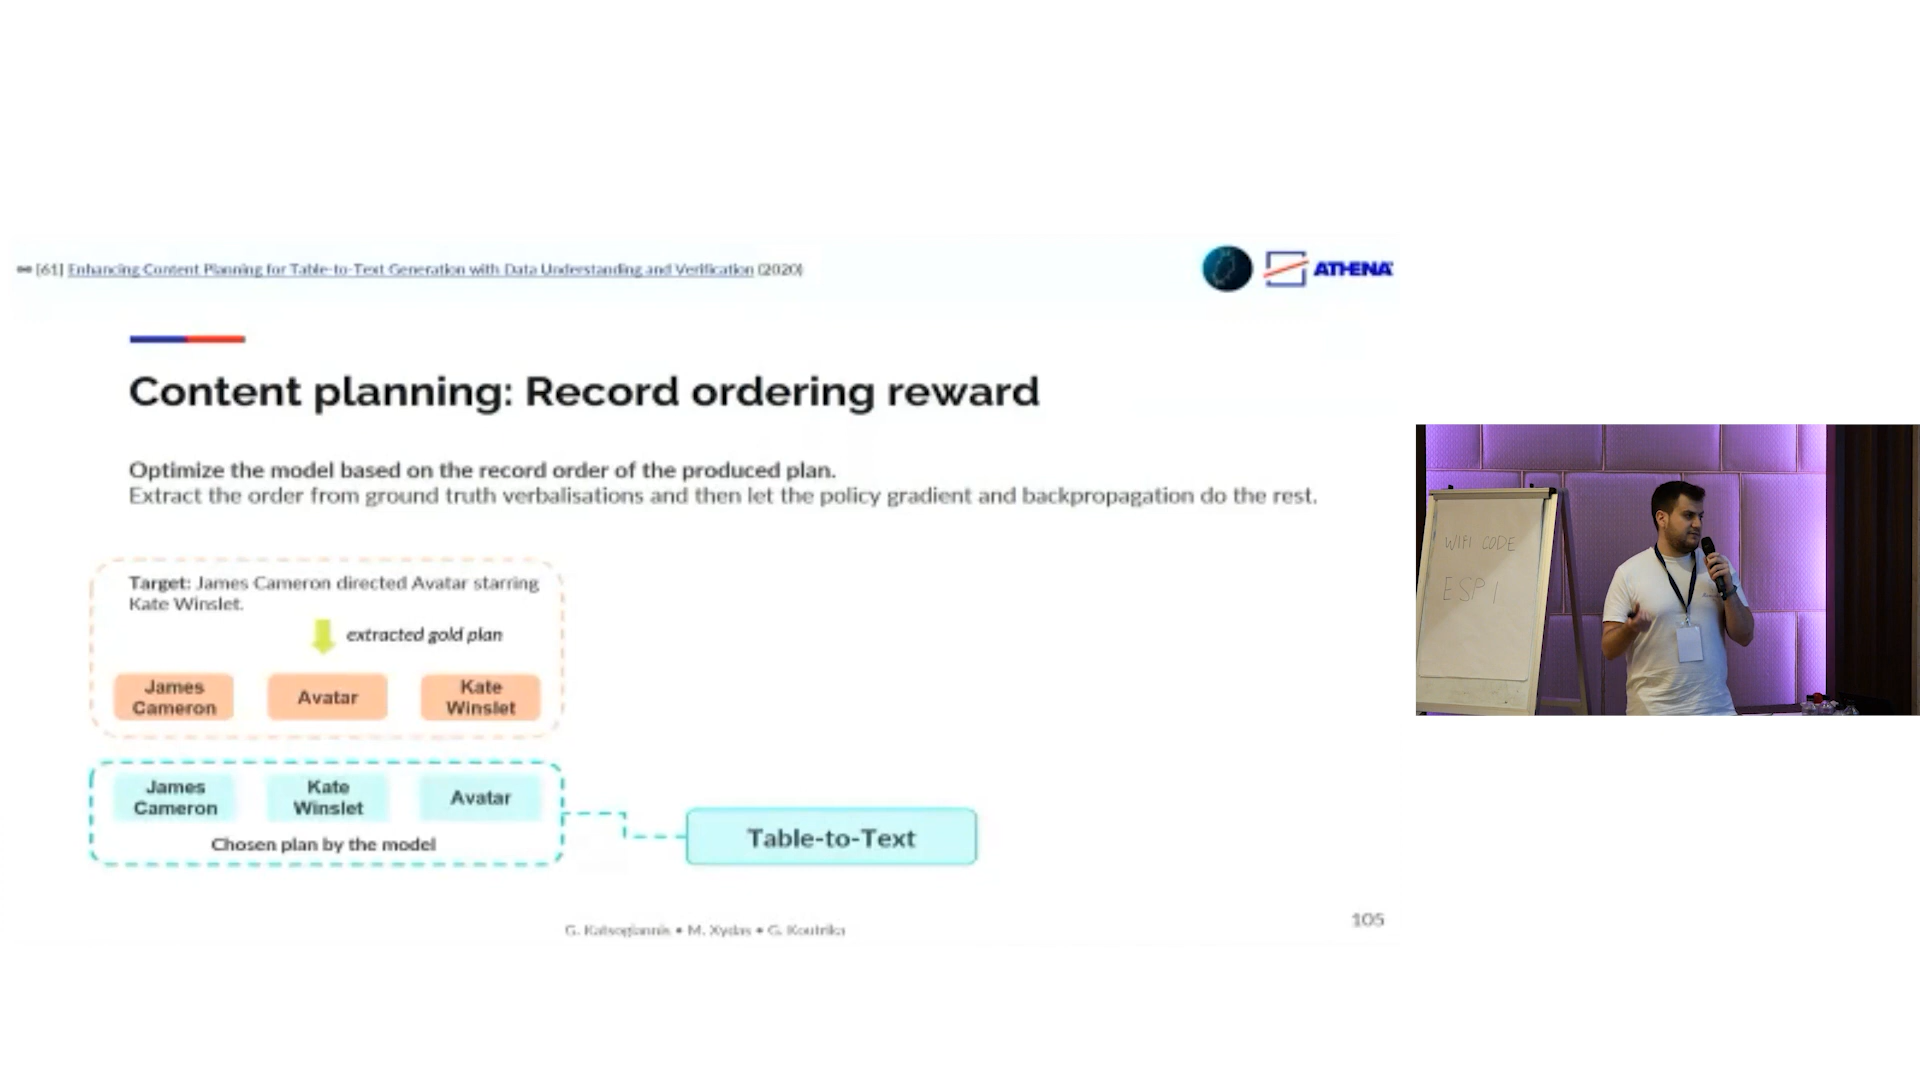 [61] Enhancing Content Planning for Table-to-Text Generation with Data Understanding and Verification (2020)
ATHENA
Content planning: Record ordering reward
Optimize the model based on the record order of the produced plan.
Extract the order from ground truth verbalisations and then let the policy gradient and backpropagation do the rest.
Target: James Cameron directed Avatar starring
Kate Winslet.
extracted gold plan
James
Cameron
Avatar
Kate
Winslet
James
Cameron
Kate
Winslet
Avatar
Chosen plan by the model
Table-to-Text
G. Katsogiannis • M. Xydas • G. Koutrika
105
WIFI CODE
ESP1